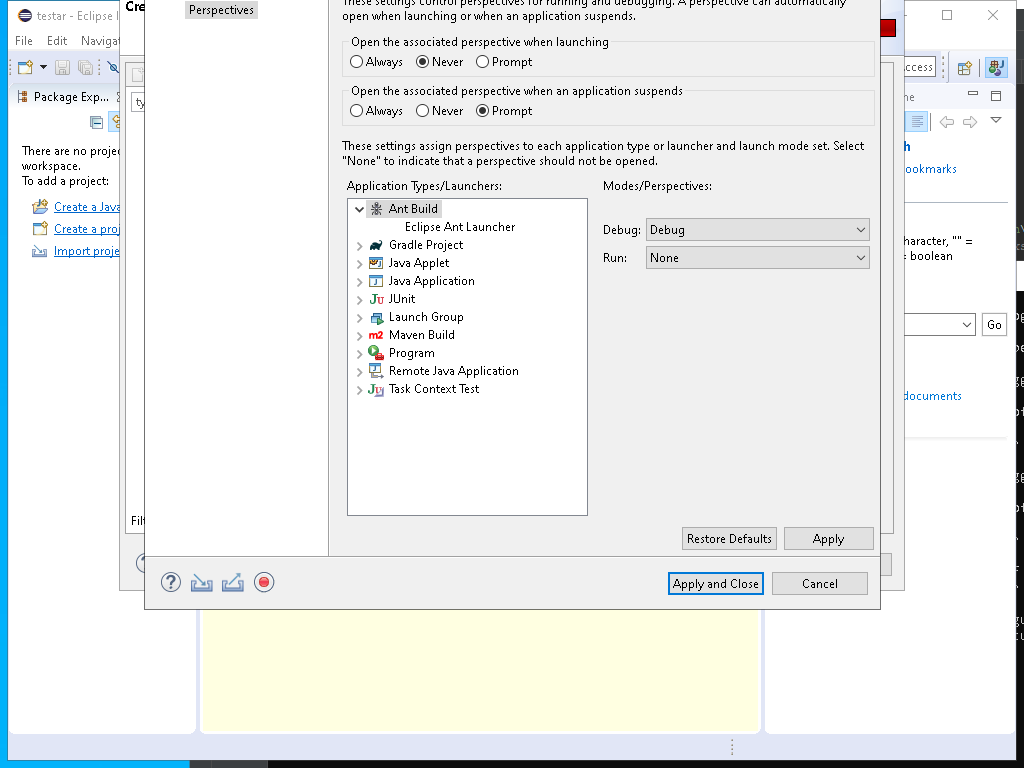 testar - Eclipse I
Cre
Perspectives
These settings control perspectives for running and debugging. A perspective can automatically
open when launching or when an application suspends.
File Edit Navigat
Open the associated perspective when launching
Always Never Prompt
Open the associated perspective when an application suspends
Always Never Prompt
These settings assign perspectives to each application type or launcher and launch mode set. Select
"None" to indicate that a perspective should not be opened.
Package Exp...
There are no projec
workspace.
To add a project:
Create a Java
Create a proj
Import proje
ty
Filt
Application Types/Launchers:
Ant Build
Eclipse Ant Launcher
Gradle Project
Java Applet
Java Application
JUnit
Launch Group
Maven Build
Program
Remote Java Application
Task Context Test
Modes/Perspectives:
Debug: Debug
Run: None
Restore Defaults Apply
Apply and Close Cancel
ccess
ne
h
ookmarks
haracter, "" =
= boolean
Go
documents